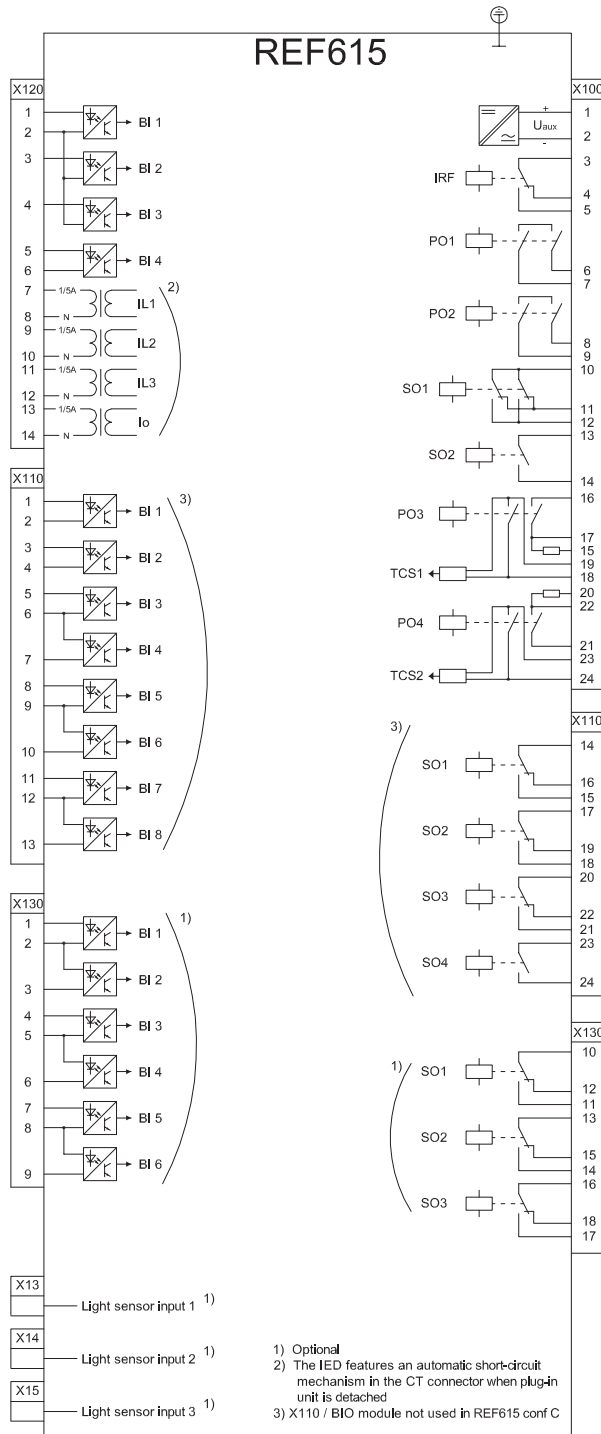 REF615
X120
1
2
BI 1
3
BI 2
4
BI 3
5
6
BI 4
7
1/5A
8
N
IL1
2)
9
1/5A
10
N
IL2
11
1/5A
12
N
IL3
13
1/5A
14
N
Io
X110
1
2
BI 1
3)
3
4
BI 2
5
6
BI 3
7
BI 4
8
9
BI 5
10
BI 6
11
12
BI 7
13
BI 8
X130
1
2
BI 1
1)
3
BI 2
4
5
BI 3
6
BI 4
7
8
BI 5
9
BI 6
X13
Light sensor input 1 1)
X14
Light sensor input 2 1)
X15
Light sensor input 3 1)
X100
1
+
Uaux
2
-
IRF
3
4
5
PO1
6
7
PO2
8
9
SO1
10
11
12
SO2
13
14
PO3
16
17
15
19
TCS1
18
20
22
PO4
21
23
TCS2
24
X110
3)
14
SO1
16
15
17
SO2
19
18
20
SO3
22
21
23
SO4
24
X130
10
1)
SO1
12
11
13
SO2
15
14
16
SO3
18
17
1) Optional
2) The IED features an automatic short-circuit
mechanism in the CT connector when plug-in
unit is detached
3) X110 / BIO module not used in REF615 conf C